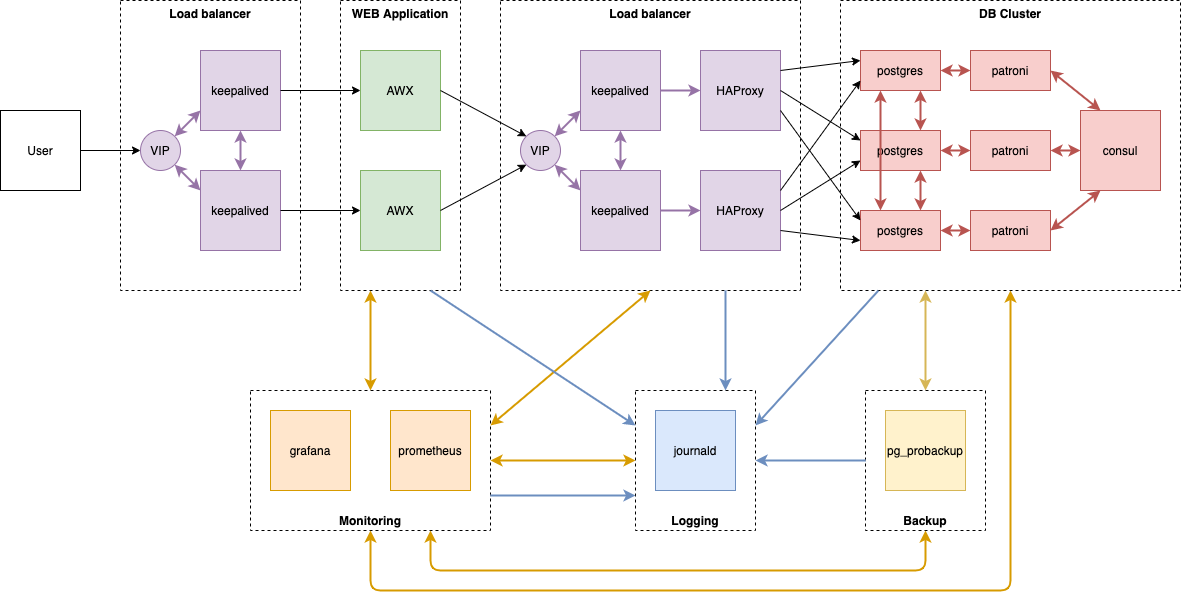 Load balancer
WEB Application
Load balancer
DB Cluster
User
VIP
keepalived
keepalived
AWX
AWX
VIP
keepalived
keepalived
HAProxy
HAProxy
postgres
patroni
postgres
patroni
postgres
patroni
consul
grafana
prometheus
Monitoring
journald
Logging
pg_probackup
Backup